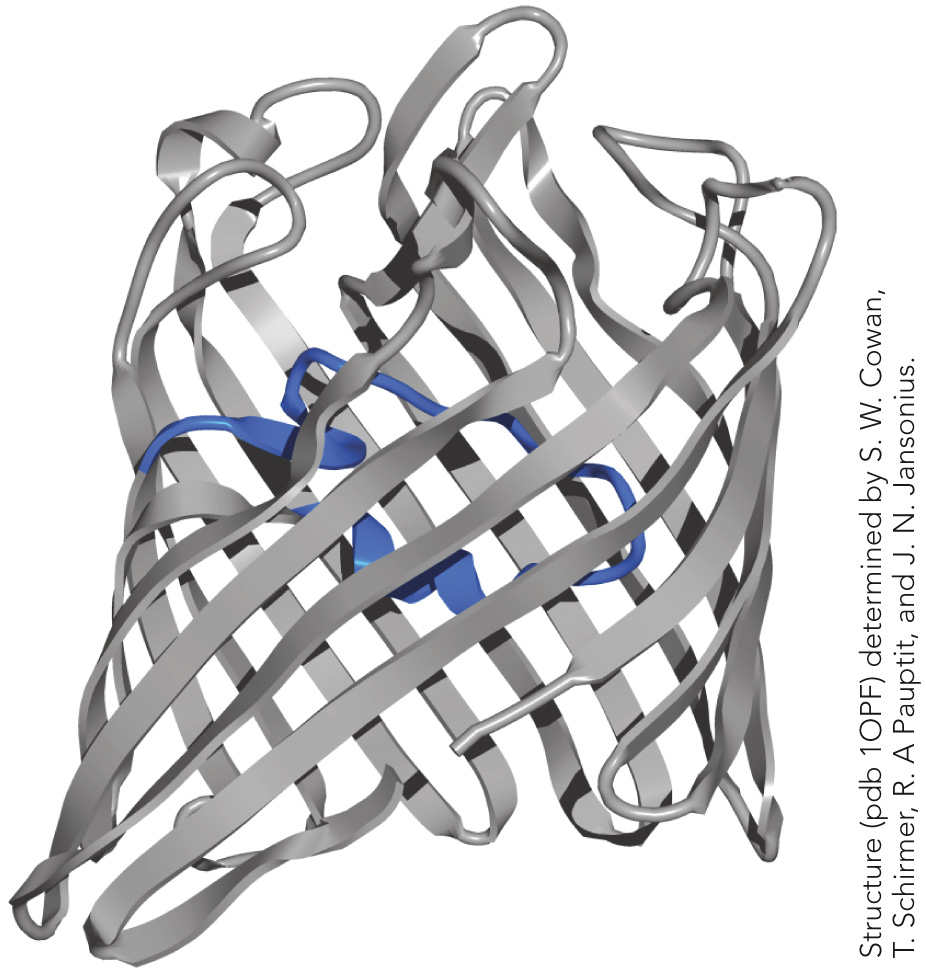 Structure (pdb 1OPF) determined by S. W. Cowan,
T. Schirmer, R. A Pauptit, and J. N. Jansonius.